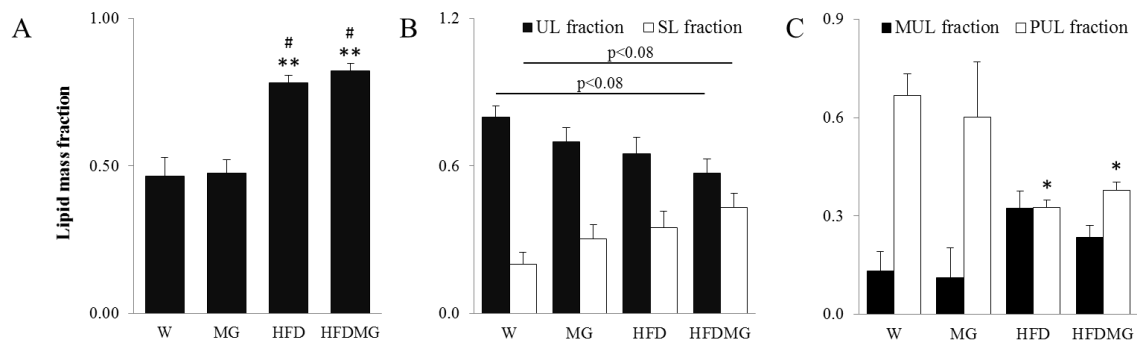 A
Lipid mass fraction
1.00
0.50
0.00
#
**
#
**
W MG HFD HFDMG
B
UL fraction SL fraction
1.2
0.6
0.0
p<0.08
p<0.08
W MG HFD HFDMG
C
MUL fraction PUL fraction
0.9
0.6
0.3
0.0
*
*
W MG HFD HFDMG